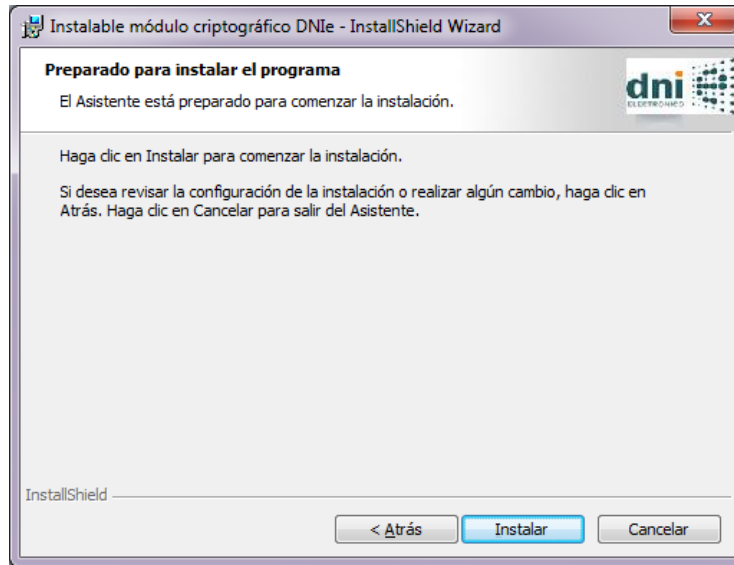 Instalable módulo criptográfico DNIe - InstallShield Wizard
Preparado para instalar el programa
El Asistente está preparado para comenzar la instalación.
dni
ELECTRÓNICO
Haga clic en Instalar para comenzar la instalación.
Si desea revisar la configuración de la instalación o realizar algún cambio, haga clic en
Atrás. Haga clic en Cancelar para salir del Asistente.
InstallShield
< Atrás
Instalar
Cancelar